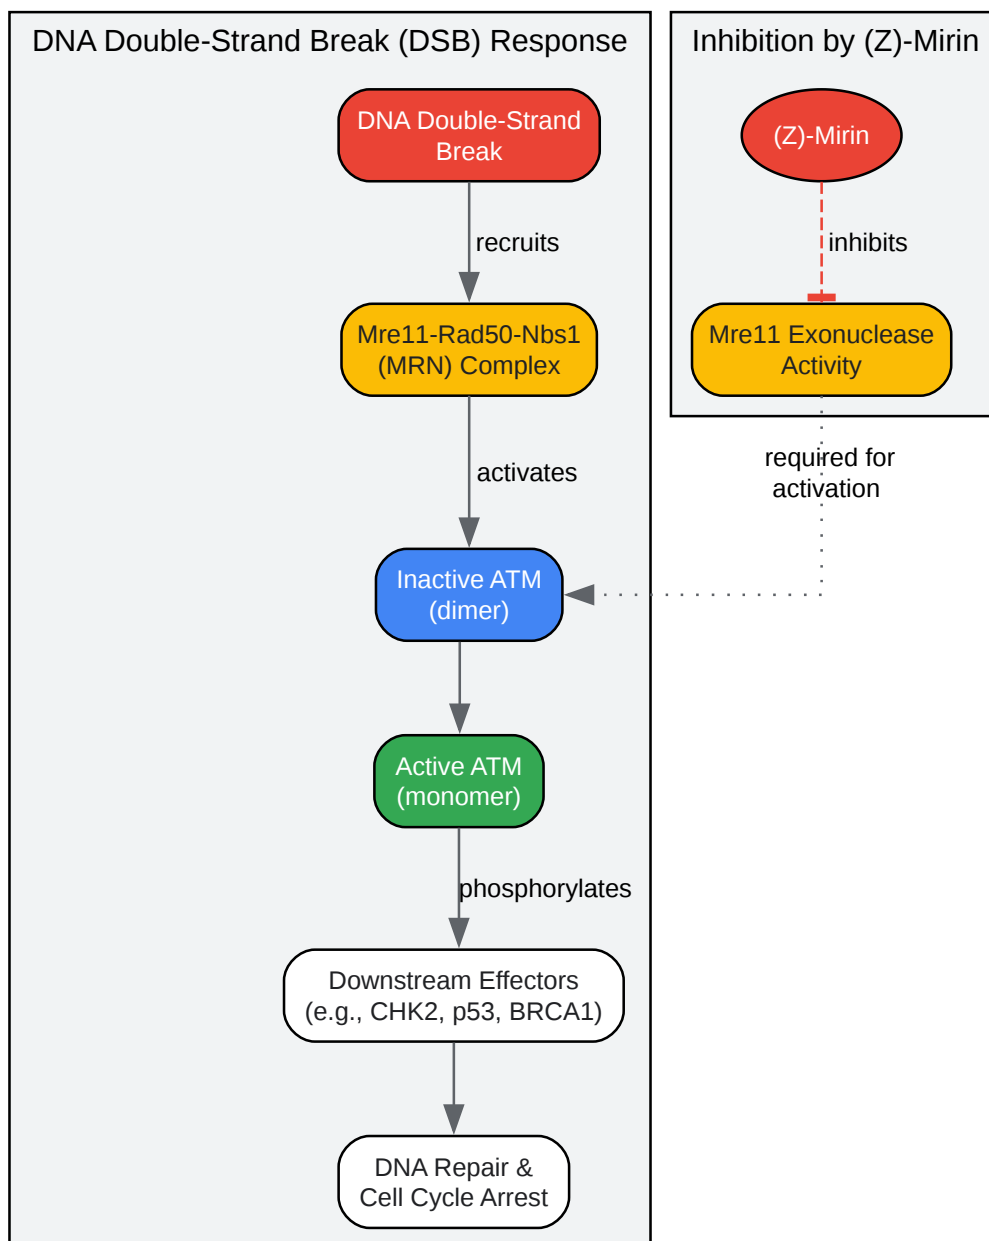 DNA Double-Strand Break (DSB) Response
DNA Double-Strand
Break
recruits
Mre11-Rad50-Nbs1
(MRN) Complex
activates
Inactive ATM
(dimer)
Active ATM
(monomer)
phosphorylates
Downstream Effectors
(e.g., CHK2, p53, BRCA1)
DNA Repair &
Cell Cycle Arrest
Inhibition by (Z)-Mirin
(Z)-Mirin
inhibits
Mre11 Exonuclease
Activity
required for
activation